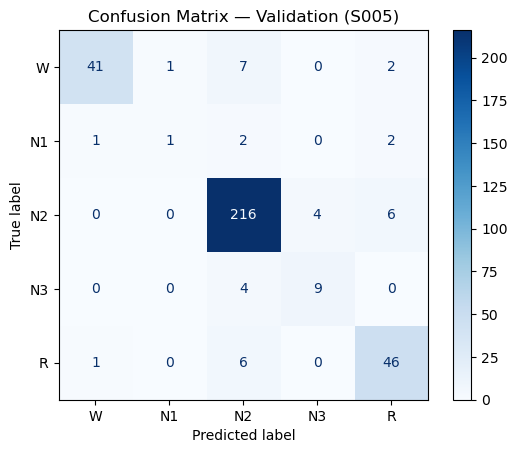 Confusion Matrix — Validation (S005)
True label
W 41 1 7 0 2
N1 1 1 2 0 2
N2 0 0 216 4 6
N3 0 0 4 9 0
R 1 0 6 0 46
W N1 N2 N3 R
Predicted label
200
175
150
125
100
75
50
25
0